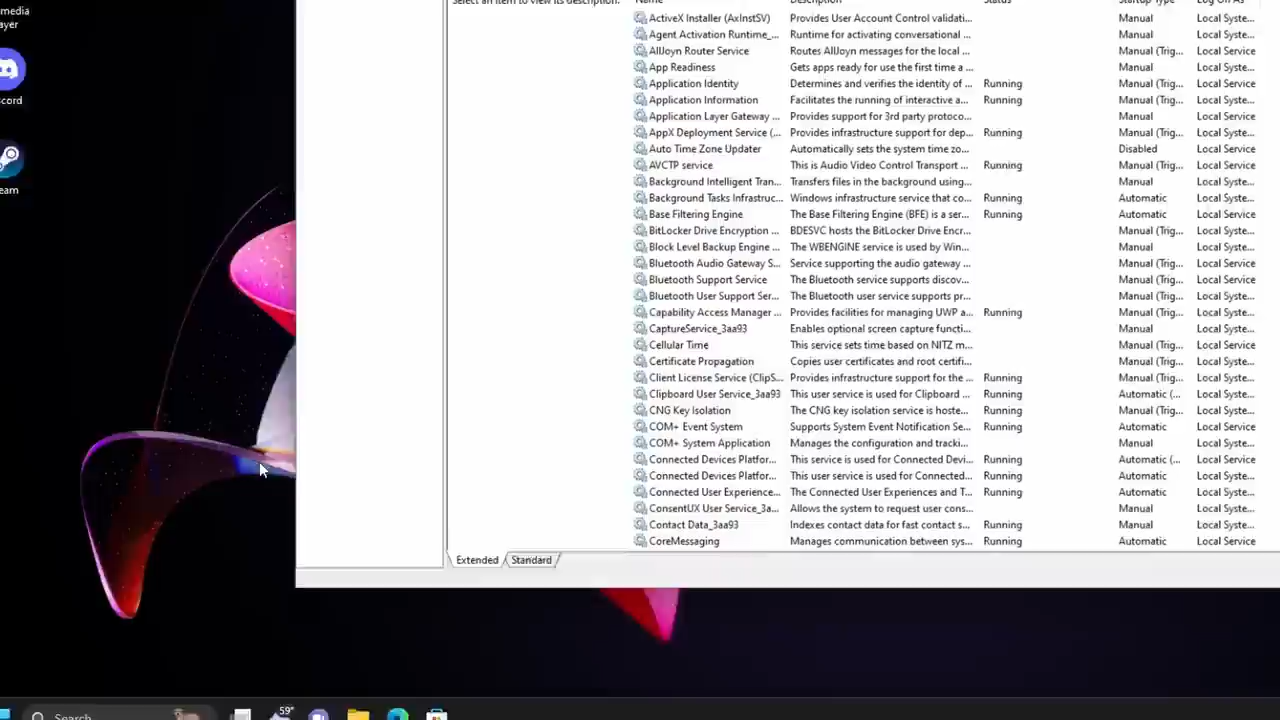 media
ayer
scord
eam
Select an item to view its description.
Name Description Status Startup Type Log On As
ActiveX Installer (AxInstSV) Provides User Account Control validati... Manual Local Syste...
Agent Activation Runtime_... Runtime for activating conversational ... Manual Local Syste...
AllJoyn Router Service Routes AllJoyn messages for the local ... Manual (Trig... Local Service
App Readiness Gets apps ready for use the first time a ... Manual Local Syste...
Application Identity Determines and verifies the identity of ... Running Manual (Trig... Local Service
Application Information Facilitates the running of interactive a... Running Manual (Trig... Local Syste...
Application Layer Gateway ... Provides support for 3rd party protoco... Manual Local Service
AppX Deployment Service (... Provides infrastructure support for dep... Running Manual (Trig... Local Syste...
Auto Time Zone Updater Automatically sets the system time zo... Disabled Local Service
AVCTP service This is Audio Video Control Transport ... Running Manual (Trig... Local Service
Background Intelligent Tran... Transfers files in the background using... Manual Local Syste...
Background Tasks Infrastruc... Windows infrastructure service that co... Running Automatic Local Syste...
Base Filtering Engine The Base Filtering Engine (BFE) is a ser... Running Automatic Local Service
BitLocker Drive Encryption ... BDESVC hosts the BitLocker Drive Encr... Manual (Trig... Local Syste...
Block Level Backup Engine ... The WBENGINE service is used by Win... Manual Local Syste...
Bluetooth Audio Gateway S... Service supporting the audio gateway ... Manual (Trig... Local Service
Bluetooth Support Service The Bluetooth service supports discov... Manual (Trig... Local Service
Bluetooth User Support Ser... The Bluetooth user service supports pr... Manual (Trig... Local Syste...
Capability Access Manager ... Provides facilities for managing UWP a... Running Manual (Trig... Local Syste...
CaptureService_3aa93 Enables optional screen capture functi... Manual Local Syste...
Cellular Time This service sets time based on NITZ m... Manual (Trig... Local Service
Certificate Propagation Copies user certificates and root certifi... Manual (Trig... Local Syste...
Client License Service (ClipS... Provides infrastructure support for the ... Running Manual (Trig... Local Syste...
Clipboard User Service_3aa93 This user service is used for Clipboard ... Running Automatic (... Local Syste...
CNG Key Isolation The CNG key isolation service is hoste... Running Manual (Trig... Local Syste...
COM+ Event System Supports System Event Notification Se... Running Automatic Local Service
COM+ System Application Manages the configuration and tracki... Manual Local Syste...
Connected Devices Platfor... This service is used for Connected Devi... Running Automatic (... Local Service
Connected Devices Platfor... This user service is used for Connected... Running Automatic Local Syste...
Connected User Experience... The Connected User Experiences and T... Running Automatic Local Syste...
ConsentUX User Service_3a... Allows the system to request user cons... Manual Local Syste...
Contact Data_3aa93 Indexes contact data for fast contact s... Running Manual Local Syste...
CoreMessaging Manages communication between sys... Running Automatic Local Service
Extended Standard
Search 59°